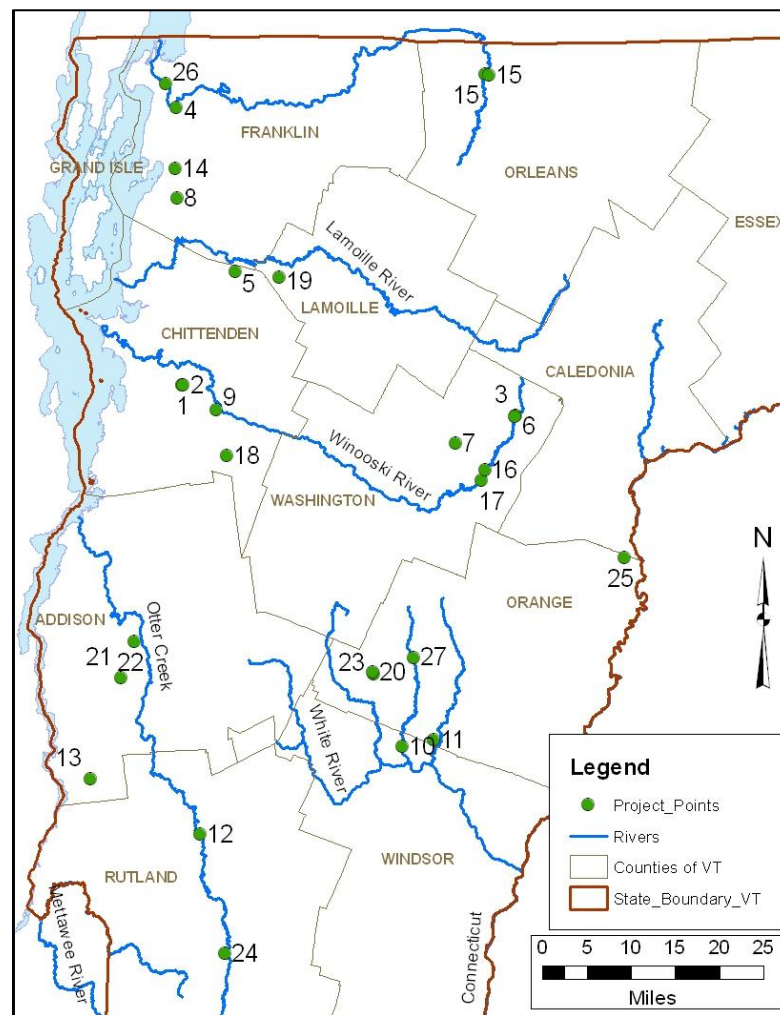 26
15
15
4
FRANKLIN
GRAND ISLE
14
ORLEANS
8
ESSEX
Lamoille River
5
19
LAMOILLE
CHITTENDEN
CALEDONIA
2
1
9
3
6
7
18
Winooski River
16
17
WASHINGTON
N
25
ORANGE
ADDISON
Otter Creek
21
22
23
20
27
White River
10
11
13
Legend
Project_Points
Rivers
Counties of VT
State_Boundary_VT
12
RUTLAND
WINDSOR
Mettawee River
24
Connecticut
0 5 10 15 20 25
Miles